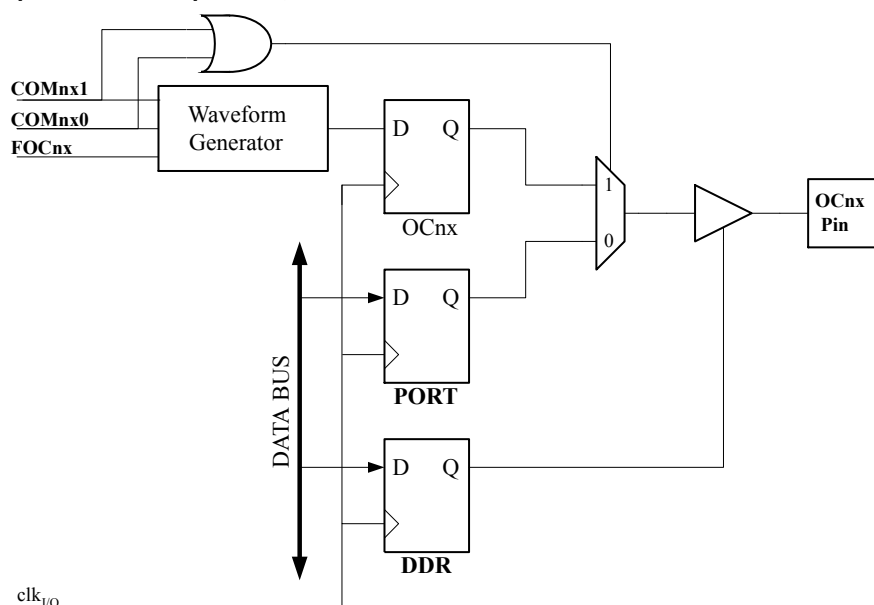 COMnx1
COMnx0
FOCnx
Waveform
Generator
D Q
OCnx
1
0
OCnx
Pin
D Q
PORT
DATA BUS
D Q
DDR
clkI/O